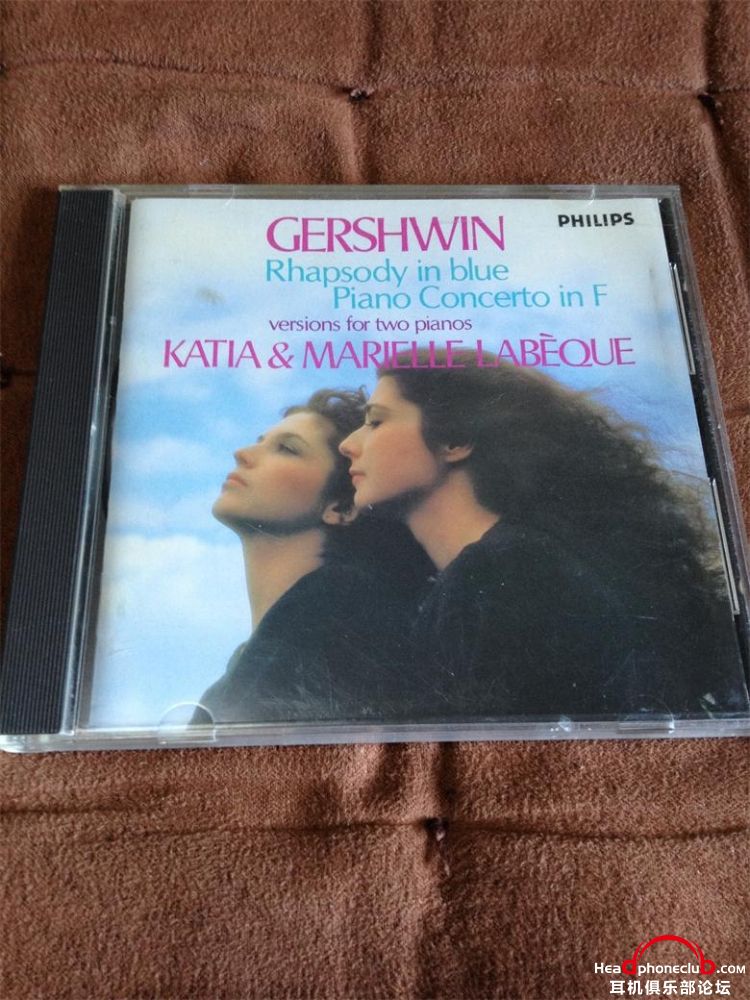 GERSHWIN
PHILIPS
Rhapsody in blue
Piano Concerto in F
versions for two pianos
KATIA & MARIELLE LABÈQUE
Headphoneclub.com
耳机俱乐部论坛